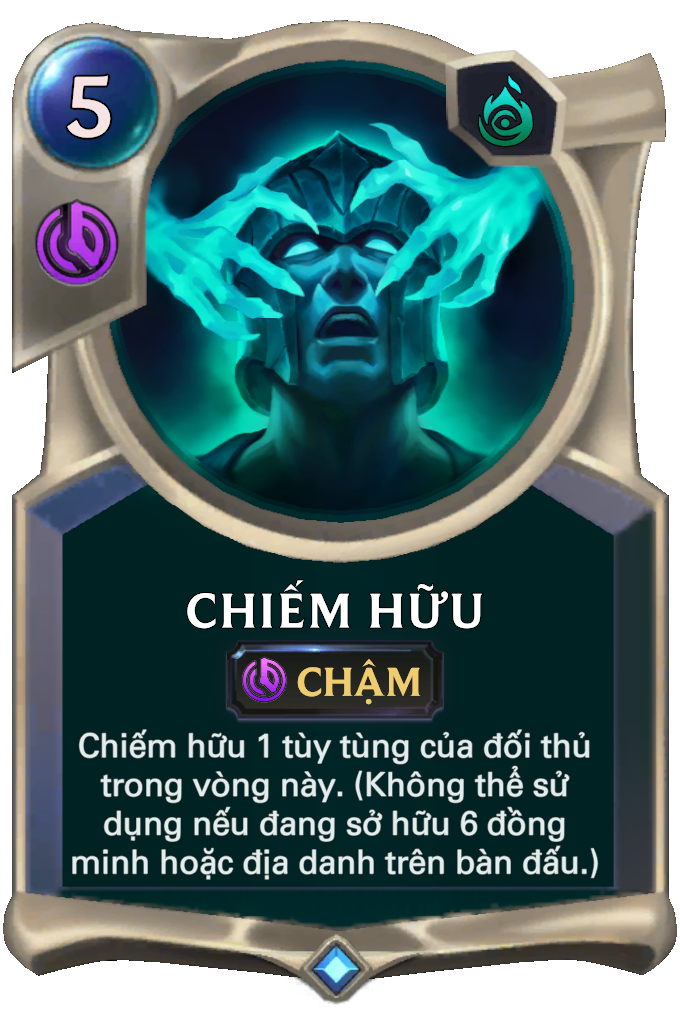 5
CHIẾM HỮU
CHẬM
Chiếm hữu 1 tùy tùng của đối thủ
trong vòng này. (Không thể sử
dụng nếu đang sở hữu 6 đồng
minh hoặc địa danh trên bàn đấu.)